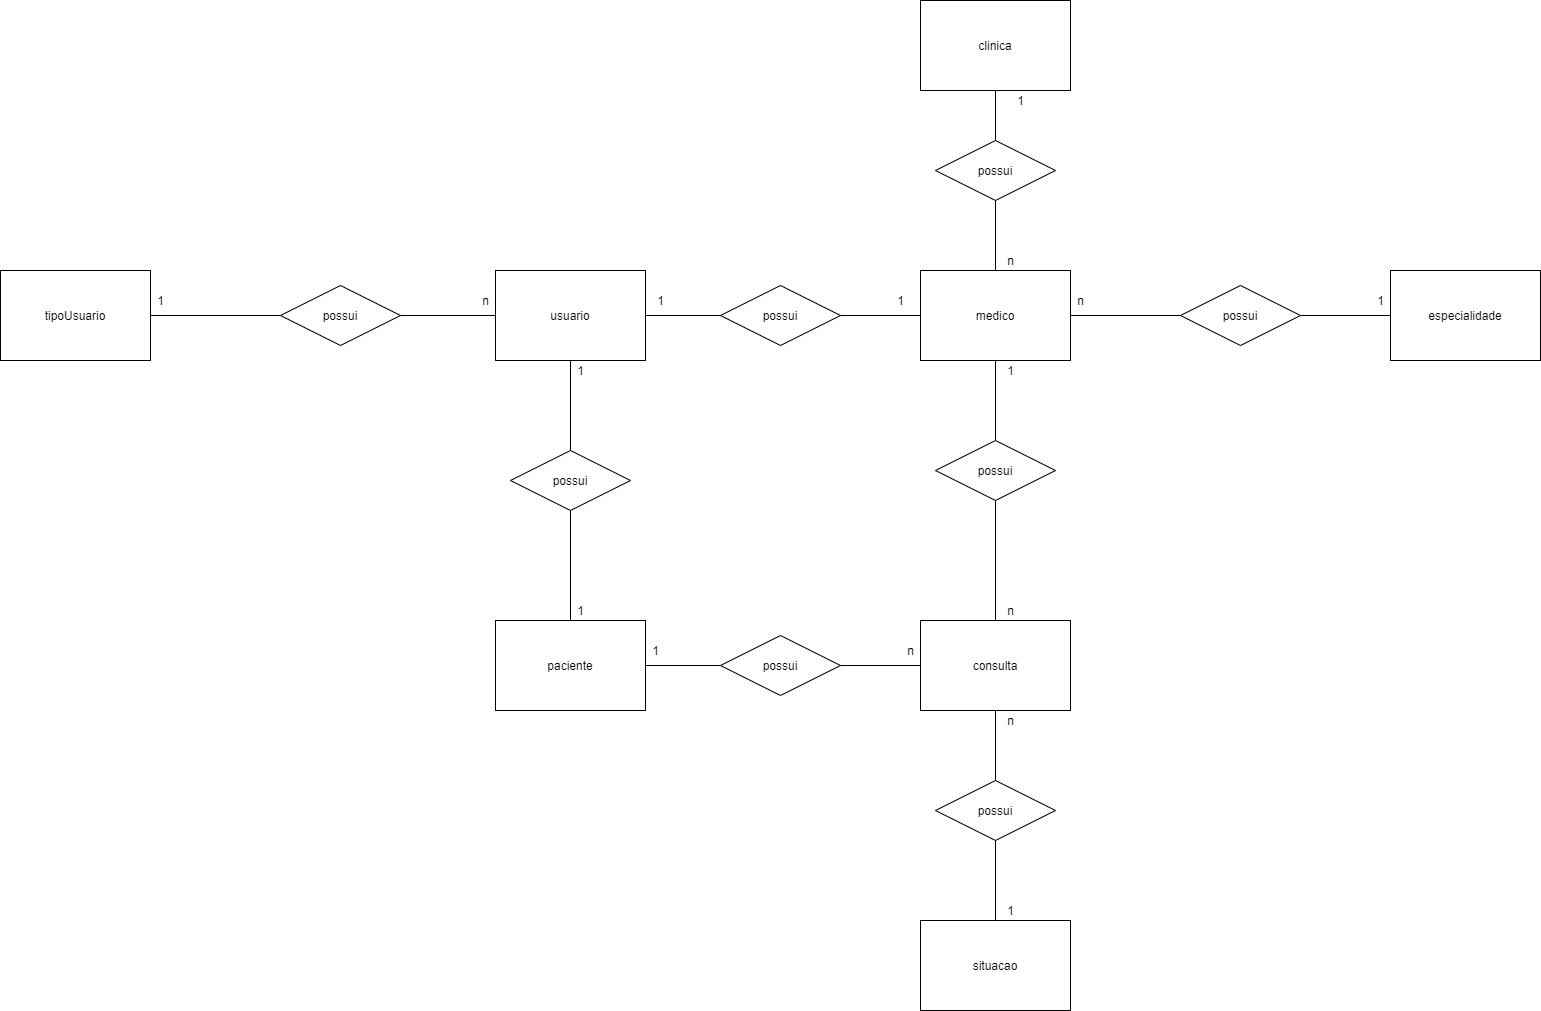 clinica
1
possui
n
tipoUsuario
1
possui
n
usuario
1
possui
1
medico
n
possui
1
especialidade
1
possui
1
1
possui
n
paciente
1
possui
n
consulta
n
possui
1
situacao